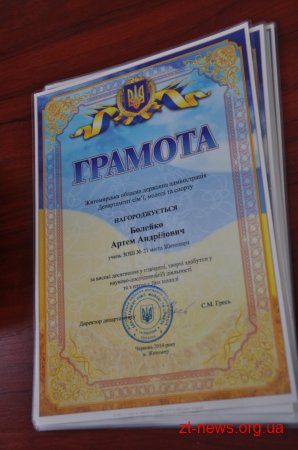 ГРАМОТА
Житомирська обласна державна адміністрація
Департамент сім'ї, молоді та спорту
НАГОРОДЖУЄТЬСЯ
Болейко
Артем Андрійович
учень ЗОШ № 21 міста Житомира
за високі досягнення у навчанні, творчі здобутки у
науково-дослідницькій діяльності
Директор департаменту
С.М. Гресь
Червень 2014 року
м. Житомир
zt-news.org.ua